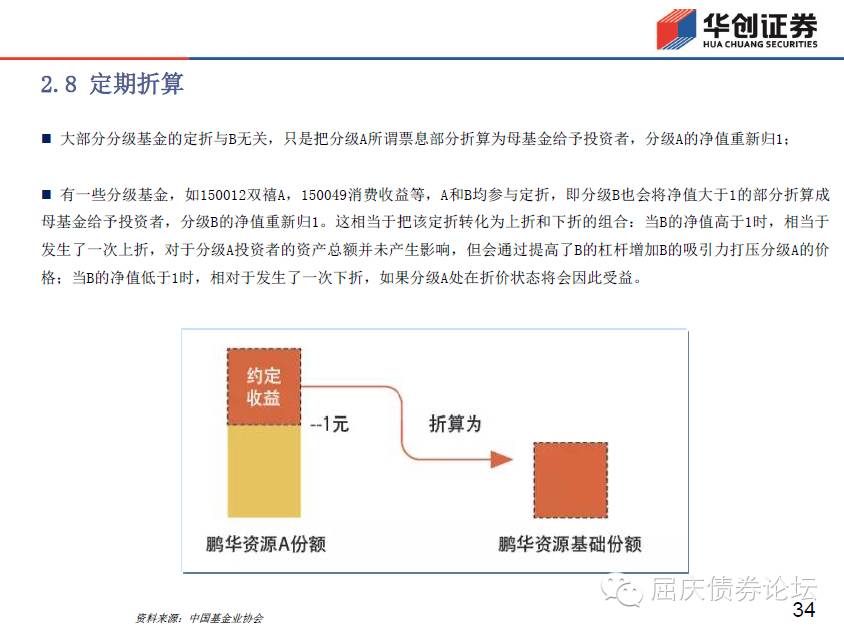 华创证券
HUA CHUANG SECURITIES
2.8 定期折算
■ 大部分分级基金的定折与B无关，只是把分级A所谓票息部分折算为母基金给予投资者，分级A的净值重新归1；
■ 有一些分级基金，如150012双禧A，150049消费收益等，A和B均参与定折，即分级B也会将净值大于1的部分折算成
母基金给予投资者，分级B的净值重新归1。这相当于把该定折转化为上折和下折的组合：当B的净值高于1时，相当于
发生了一次上折，对于分级A投资者的资产总额并未产生影响，但会通过提高了B的杠杆增加B的吸引力打压分级A的价
格；当B的净值低于1时，相对于发生了一次下折，如果分级A处在折价状态将会因此受益。
约定
收益
--1元
折算为
鹏华资源A份额
鹏华资源基础份额
屈庆债券论坛
资料来源：中国基金业协会
34